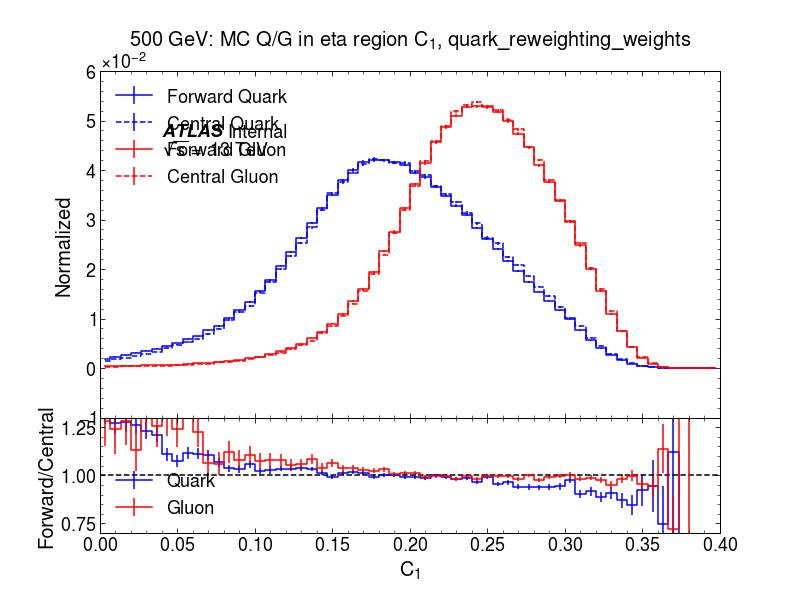 500 GeV: MC Q/G in eta region C₁, quark_reweighting_weights
×10⁻²
6
5
4
3
2
1
0
−1
Normalized
Forward Quark
Central Quark
ATLAS Internal
√s = 13 TeV
Forward Gluon
Central Gluon
1.25
1.00
0.75
Forward/Central
Quark
Gluon
0.00 0.05 0.10 0.15 0.20 0.25 0.30 0.35 0.40
C₁